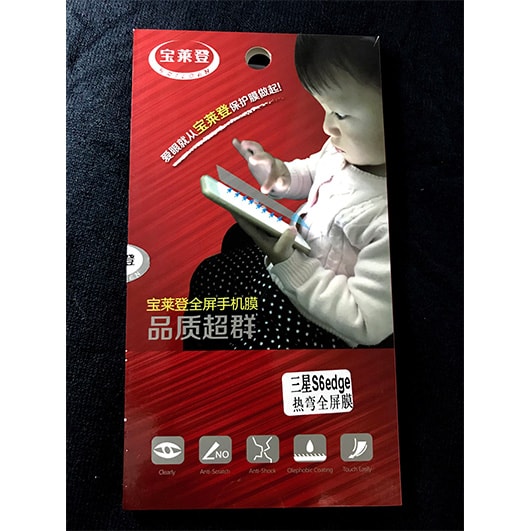 宝莱登
爱眼就从宝莱登保护膜做起!
登
宝莱登全屏手机膜
品质超群
三星S6edge
热弯全屏膜
NO
Clearly
Anti Scratch
Anti-Shock
Oleophobic Coating
Touch Easily